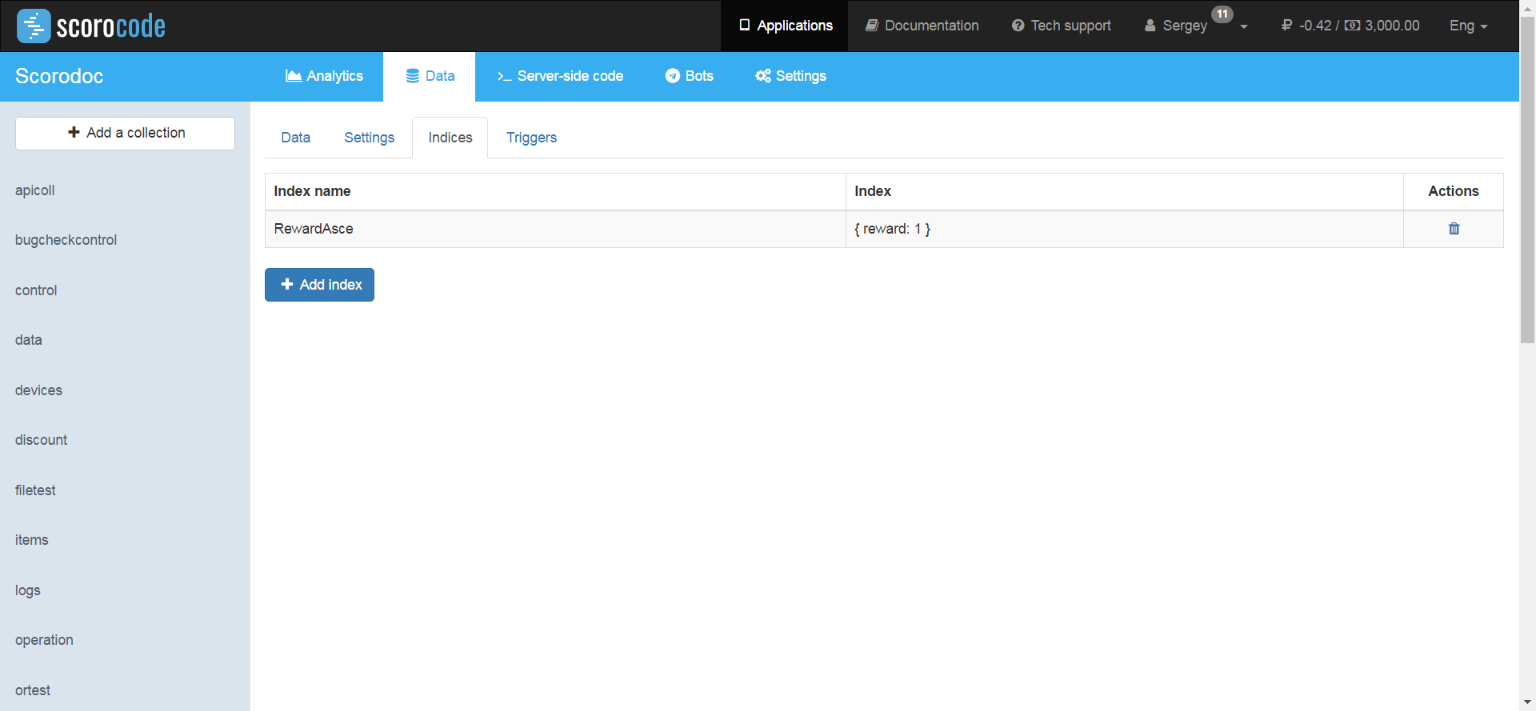 scorocode Applications Documentation Tech support Sergey 11 ₽ -0.42 / 3,000.00 Eng
Scorodoc Analytics Data >_ Server-side code Bots Settings
+ Add a collection
Data Settings Indices Triggers
Index name Index Actions
RewardAsce { reward: 1 }
+ Add index
apicoll
bugcheckcontrol
control
data
devices
discount
filetest
items
logs
operation
ortest